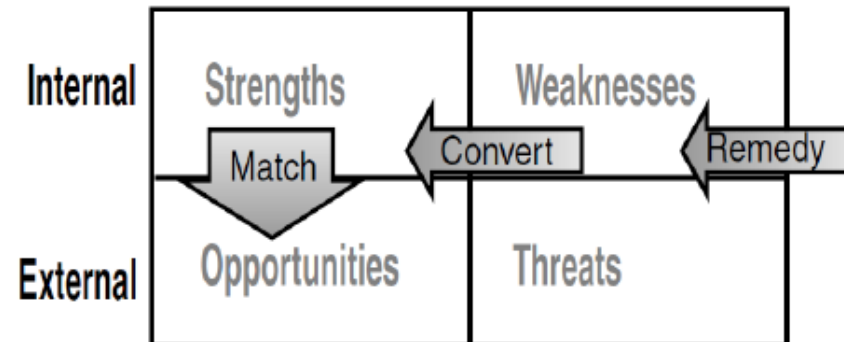 Internal
Strengths
Weaknesses
Match
Convert
Remedy
External
Opportunities
Threats